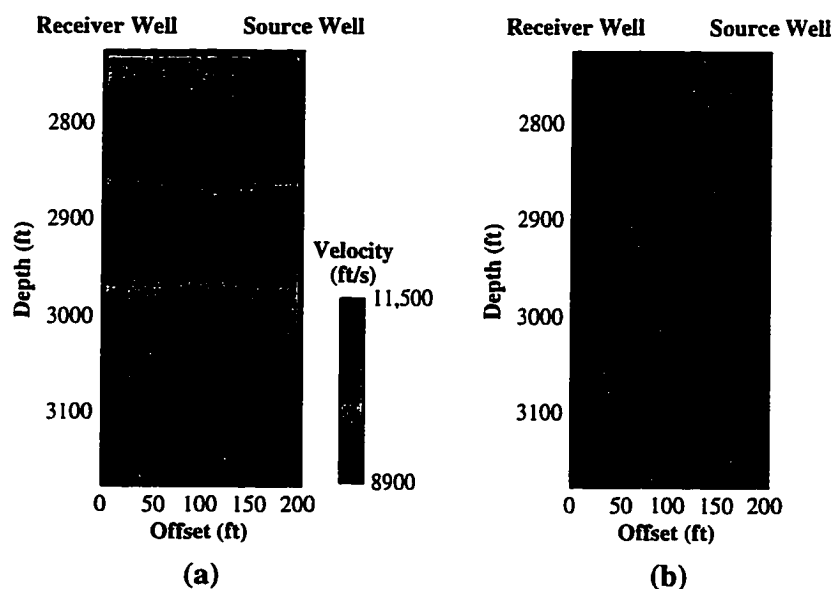 Receiver Well Source Well
2800
2900
3000
3100
Depth (ft)
0 50 100 150 200
Offset (ft)
(a)
Velocity
(ft/s)
11,500
8900
Receiver Well Source Well
2800
2900
3000
3100
Depth (ft)
0 50 100 150 200
Offset (ft)
(b)